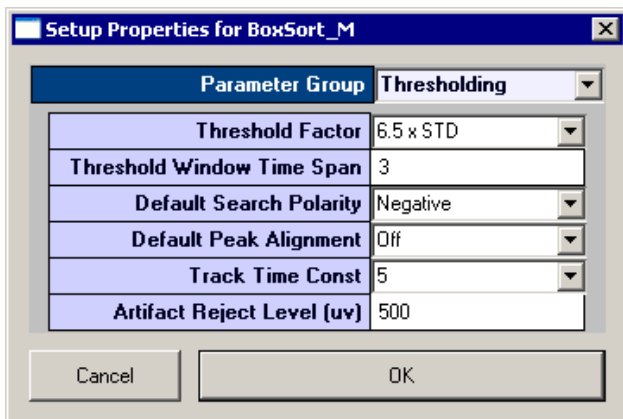 Setup Properties for BoxSort_M
Parameter Group Thresholding
Threshold Factor 6.5 x STD
Threshold Window Time Span 3
Default Search Polarity Negative
Default Peak Alignment Off
Track Time Const 5
Artifact Reject Level (uv) 500
Cancel OK